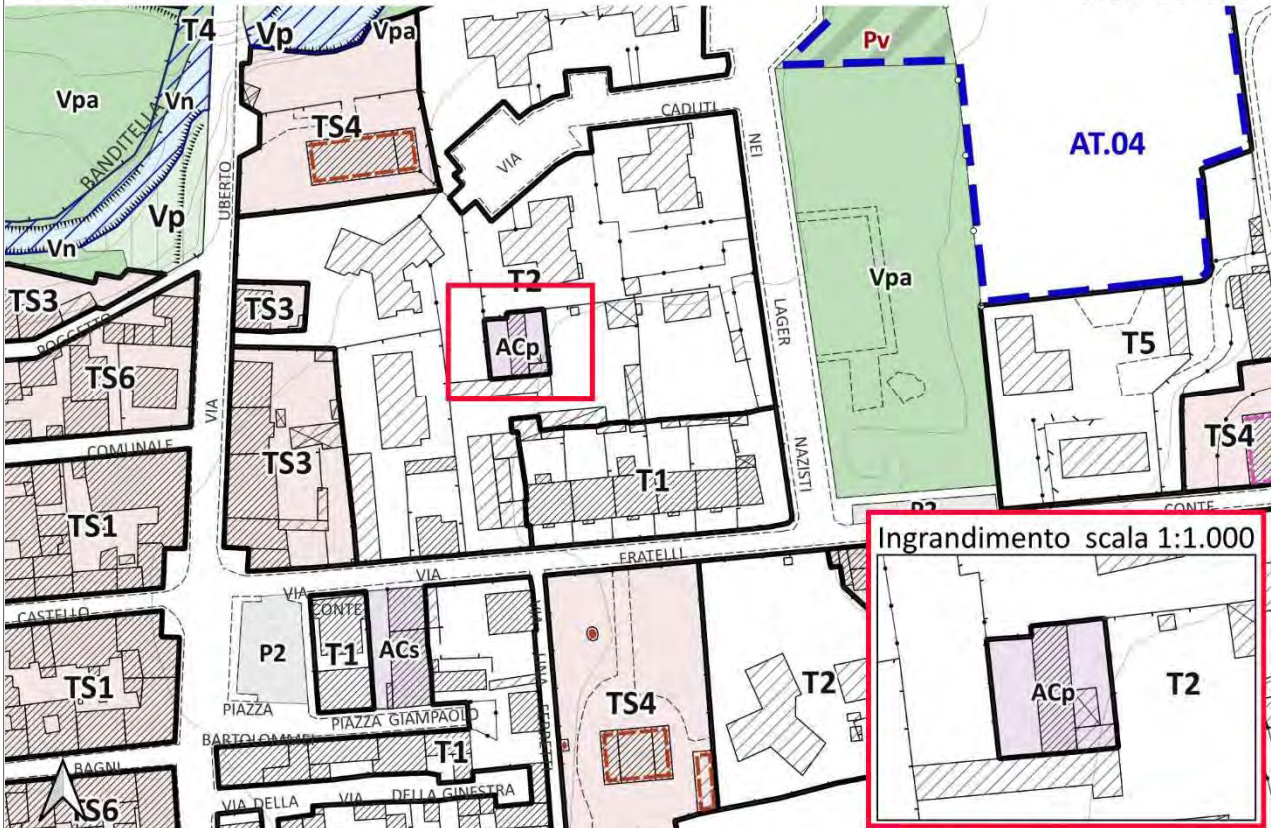 T4
Vp
Vpa
Pv
Vpa
Vn
BANDITELLA
TS4
CADUTI
VIA
NEI
AT.04
UBERTO
Vp
Vn
T2
Vpa
TS3
TS3
LAGER
POGGETTO
ACp
T5
TS6
VIA
COMUNALE
TS3
TS4
T1
NAZISTI
TS1
CONTE
FRATELLI
VIA
Ingrandimento scala 1:1.000
CASTELLO
VIA
CONTE
P2
T1
ACs
VIA
T2
TS1
TS4
ACp
T2
PIAZZA
PIAZZA GIAMPAOLO
T1
BAGNI
VIA DELLA
VIA
DELLA GINESTRA